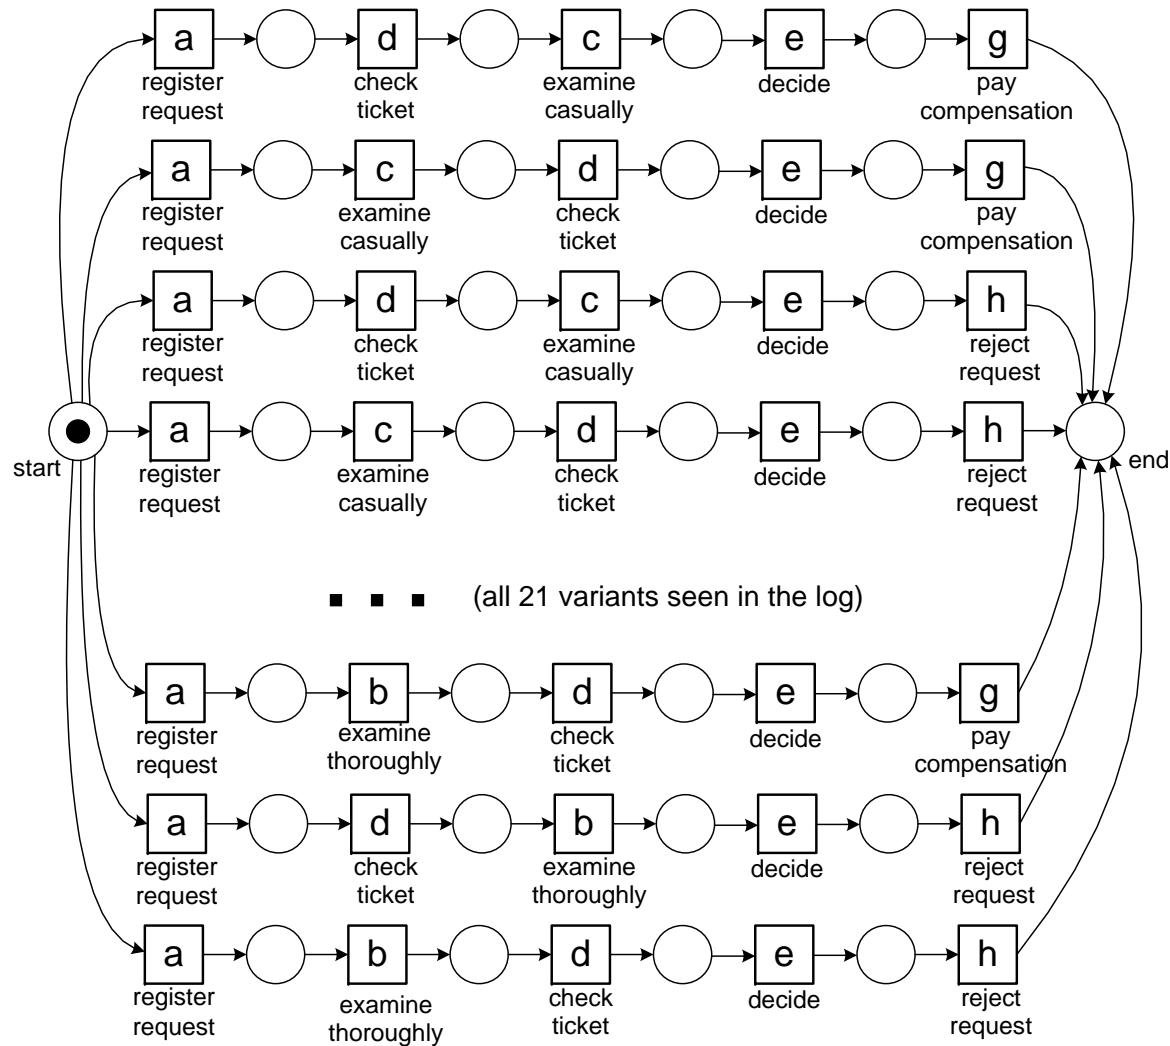 a d c e g
register check examine decide pay
request ticket casually compensation
a c d e g
register examine check decide pay
request casually ticket compensation
a d c e h
register check examine decide reject
request ticket casually request
a c d e h
start register examine check decide reject end
request casually ticket request
(all 21 variants seen in the log)
a b d e g
register examine check decide pay
request thoroughly ticket compensation
a d b e h
register check examine decide reject
request ticket thoroughly request
a b d e h
register examine check decide reject
request thoroughly ticket request